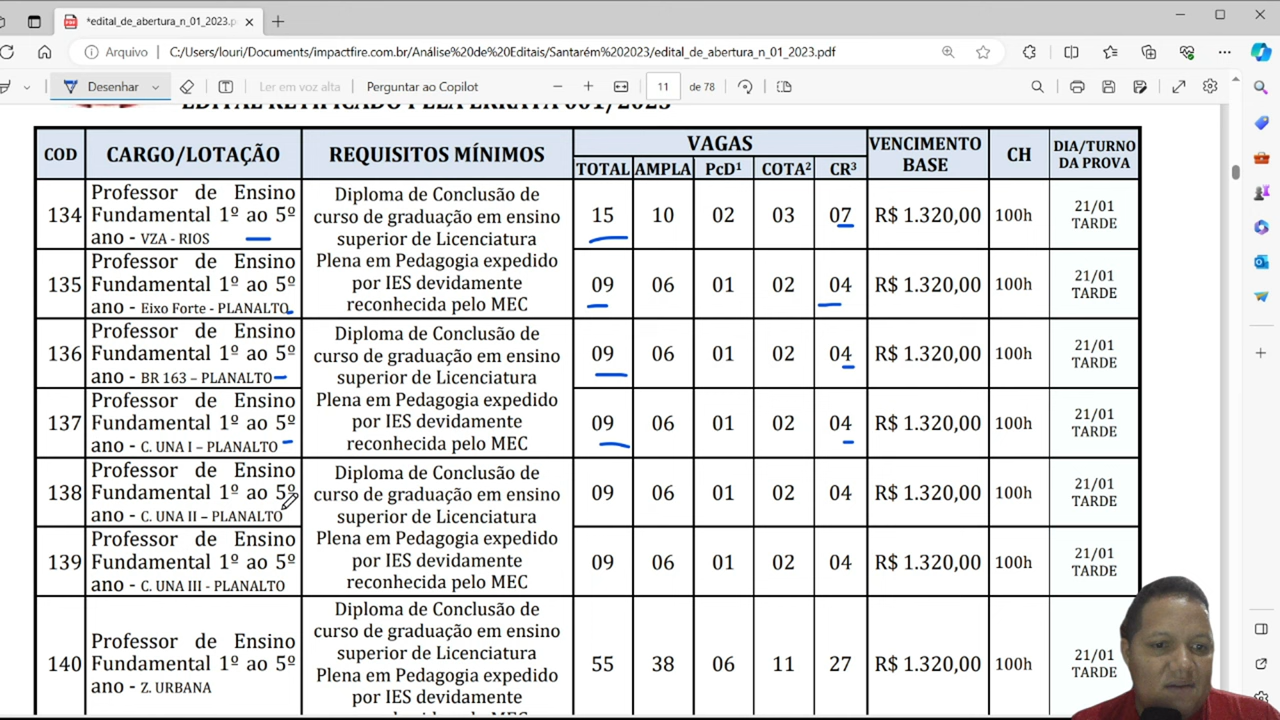 *edital_de_abertura_n_01_2023.p
Arquivo
C:/Users/louri/Documents/impactfire.com.br/Análise%20de%20Editais/Santarém%202023/edital_de_abertura_n_01_2023.pdf
Desenhar
Ler em voz alta
Perguntar ao Copilot
11
de 78
EDITAL RETIFICADO PELA ERRATA 001/2023
COD
CARGO/LOTAÇÃO
REQUISITOS MÍNIMOS
VAGAS
TOTAL
AMPLA
PcD¹
COTA²
CR³
VENCIMENTO
BASE
CH
DIA/TURNO
DA PROVA
134
Professor de Ensino
Fundamental 1º ao 5º
ano - VZA - RIOS
Diploma de Conclusão de
curso de graduação em ensino
superior de Licenciatura
Plena em Pedagogia expedido
por IES devidamente
reconhecida pelo MEC
15 10 02 03 07 R$ 1.320,00 100h
21/01
TARDE
135
Professor de Ensino
Fundamental 1º ao 5º
ano - Eixo Forte - PLANALTO
09 06 01 02 04 R$ 1.320,00 100h
21/01
TARDE
136
Professor de Ensino
Fundamental 1º ao 5º
ano - BR 163 – PLANALTO
Diploma de Conclusão de
curso de graduação em ensino
superior de Licenciatura
Plena em Pedagogia expedido
por IES devidamente
reconhecida pelo MEC
09 06 01 02 04 R$ 1.320,00 100h
21/01
TARDE
137
Professor de Ensino
Fundamental 1º ao 5º
ano - C. UNA I – PLANALTO
09 06 01 02 04 R$ 1.320,00 100h
21/01
TARDE
138
Professor de Ensino
Fundamental 1º ao 5º
ano - C. UNA II – PLANALTO
Diploma de Conclusão de
curso de graduação em ensino
superior de Licenciatura
Plena em Pedagogia expedido
por IES devidamente
reconhecida pelo MEC
09 06 01 02 04 R$ 1.320,00 100h
21/01
TARDE
139
Professor de Ensino
Fundamental 1º ao 5º
ano - C. UNA III - PLANALTO
09 06 01 02 04 R$ 1.320,00 100h
21/01
TARDE
140
Professor de Ensino
Fundamental 1º ao 5º
ano - Z. URBANA
Diploma de Conclusão de
curso de graduação em ensino
superior de Licenciatura
Plena em Pedagogia expedido
por IES devidamente
55 38 06 11 27 R$ 1.320,00 100h
21/01
TARDE